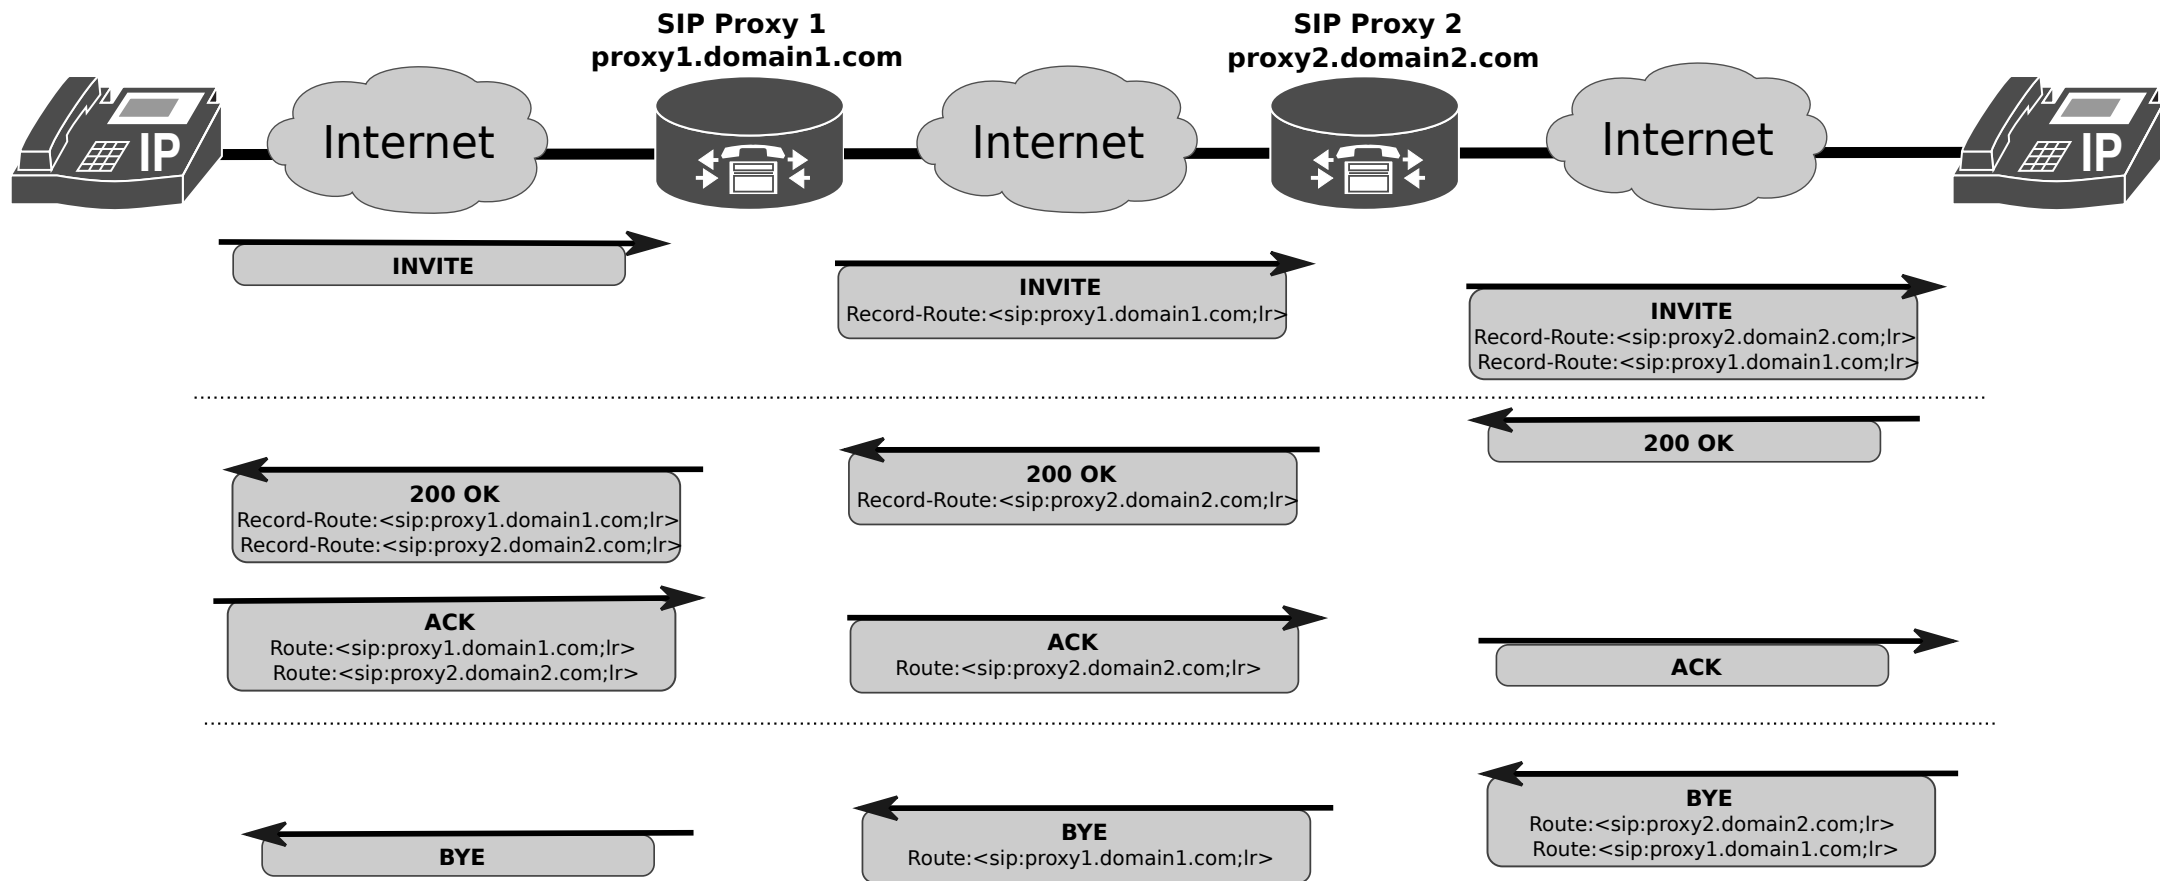 SIP Proxy 1
proxy1.domain1.com
SIP Proxy 2
proxy2.domain2.com
IP
Internet
Internet
Internet
IP
INVITE
INVITE
Record-Route:<sip:proxy1.domain1.com;lr>
INVITE
Record-Route:<sip:proxy2.domain2.com;lr>
Record-Route:<sip:proxy1.domain1.com;lr>
200 OK
200 OK
Record-Route:<sip:proxy2.domain2.com;lr>
200 OK
Record-Route:<sip:proxy1.domain1.com;lr>
Record-Route:<sip:proxy2.domain2.com;lr>
ACK
Route:<sip:proxy1.domain1.com;lr>
Route:<sip:proxy2.domain2.com;lr>
ACK
Route:<sip:proxy2.domain2.com;lr>
ACK
BYE
Route:<sip:proxy2.domain2.com;lr>
Route:<sip:proxy1.domain1.com;lr>
BYE
Route:<sip:proxy1.domain1.com;lr>
BYE